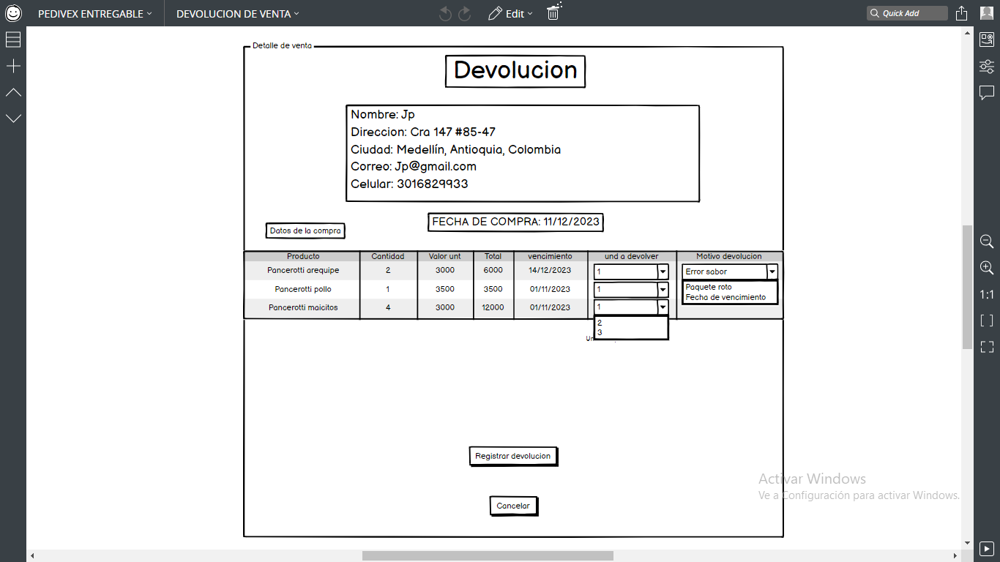 PEDIVEX ENTREGABLE
DEVOLUCION DE VENTA
Edit
Quick Add
Detalle de venta
Devolucion
Nombre: Jp
Direccion: Cra 147 #85-47
Ciudad: Medellín, Antioquia, Colombia
Correo: Jp@gmail.com
Celular: 3016829933
FECHA DE COMPRA: 11/12/2023
Datos de la compra
Producto Cantidad Valor unt Total vencimiento und a devolver Motivo devolucion
Pancerotti arequipe 2 3000 6000 14/12/2023 1 Error sabor
Paquete roto
Pancerotti pollo 1 3500 3500 01/11/2023 1
Fecha de vencimiento
Pancerotti maicitos 4 3000 12000 01/11/2023 1
2
3
1:1
Registrar devolucion
Cancelar
Activar Windows
Ve a Configuración para activar Windows.